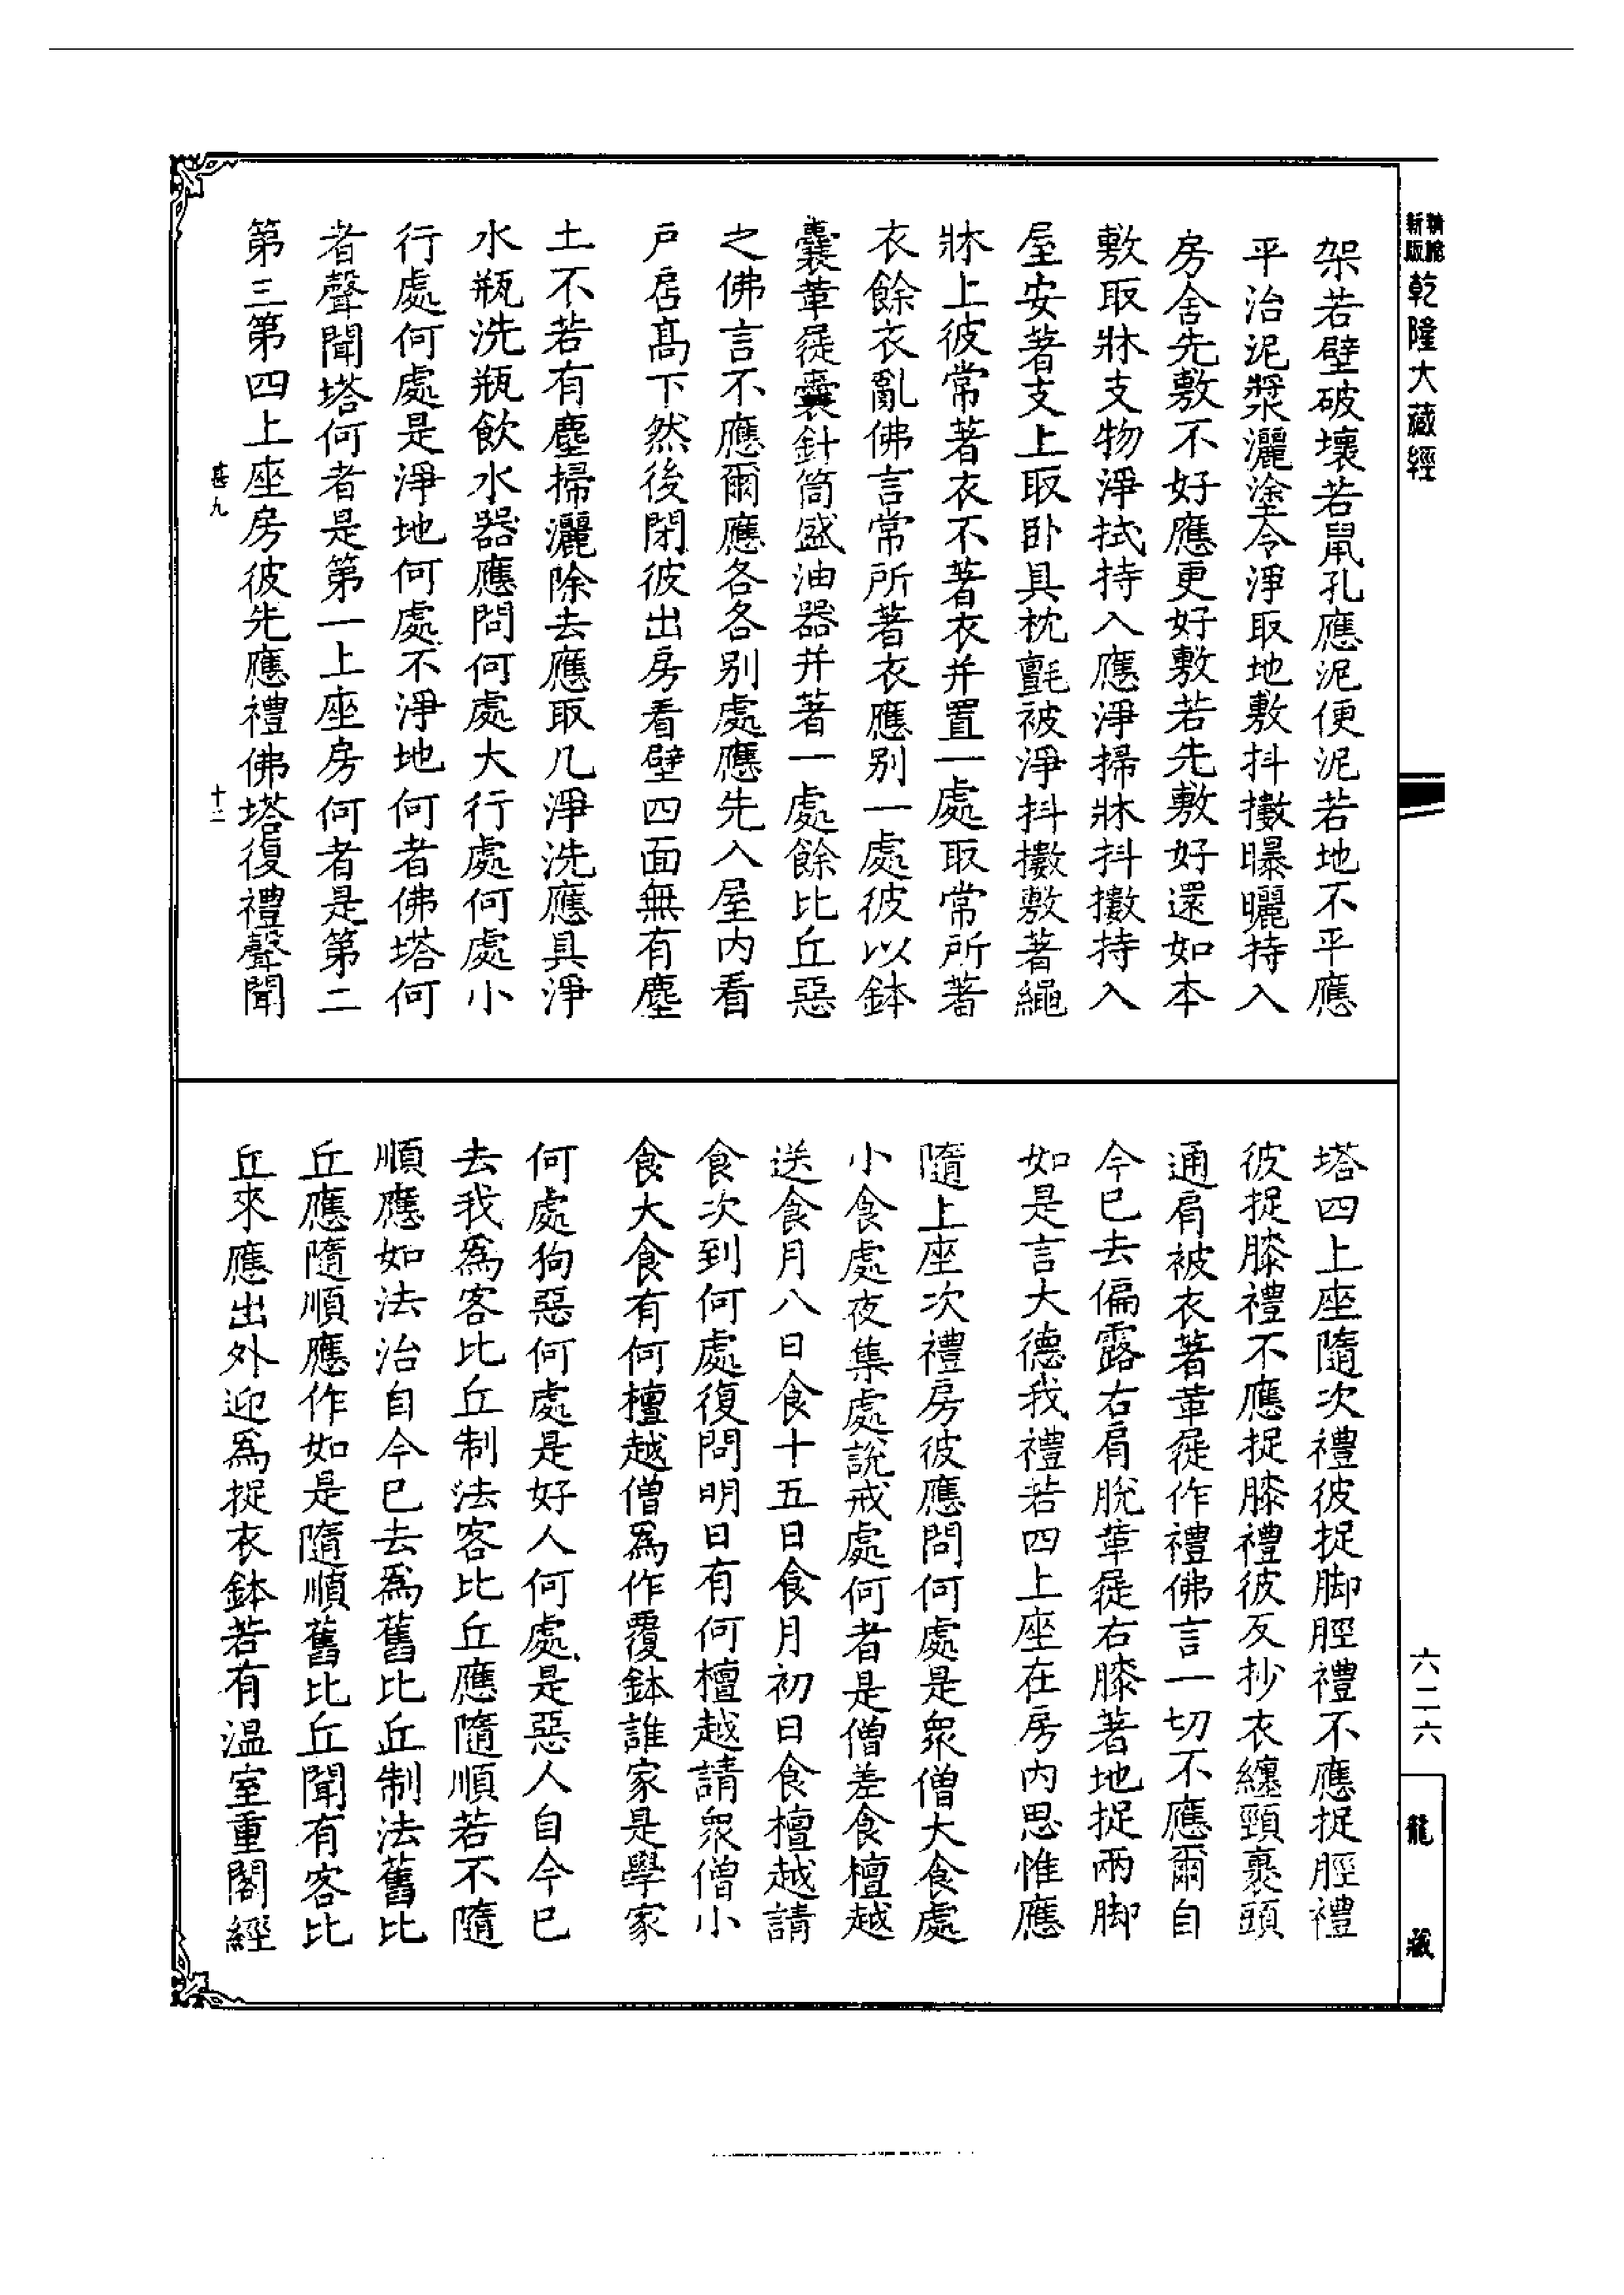 精繪新版乾隆大藏經
架若壁破壞若鼠孔應泥便泥若地不平應
平治泥漿灑塗令淨取地敷抖擻曝曬持入
房舍先敷不好應更好敷若先敷好還如本
敷取牀支物淨拭持入應淨掃牀抖擻持入
屋安著支上取卧具枕氈被淨抖擻敷著繩
牀上彼常著衣不著衣并置一處取常所著
衣餘衣亂佛言常所著衣應別一處彼以鉢
囊革屣囊針筒盛油器并著一處餘比丘惡
之佛言不應爾應各各別處應先入屋內看
戶扂高下然後閉彼出房看壁四面無有塵
土不若有塵掃灑除去應取几淨洗應具淨
水瓶洗瓶飲水器應問何處大行處何處小
行處何處是淨地何處不淨地何者佛塔何
者聲聞塔何者是第一上座房何者是第二
第三第四上座房彼先應禮佛塔復禮聲聞
甚九
十二
塔四上座隨次禮彼捉脚脛禮不應捉脛禮
彼捉膝禮不應捉膝禮彼反抄衣纏頸裹頭
通肩被衣著革屣作禮佛言一切不應爾自
今已去偏露右肩脫革屣右膝著地捉兩脚
如是言大德我禮若四上座在房內思惟應
隨上座次禮房彼應問何處是眾僧大食處
小食處夜集處說戒處何者是僧差食檀越
送食月八日食十五日食月初日食檀越請
食次到何處復問明日有何檀越請眾僧小
食大食有何檀越僧為作覆鉢誰家是學家
何處狗惡何處是好人何處是惡人自今已
去我為客比丘制法客比丘應隨順若不隨
順應如法治自今已去為舊比丘制法舊比
丘應隨順應作如是隨順舊比丘聞有客比
丘來應出外迎為捉衣鉢若有溫室重閣經
六二六
龍藏